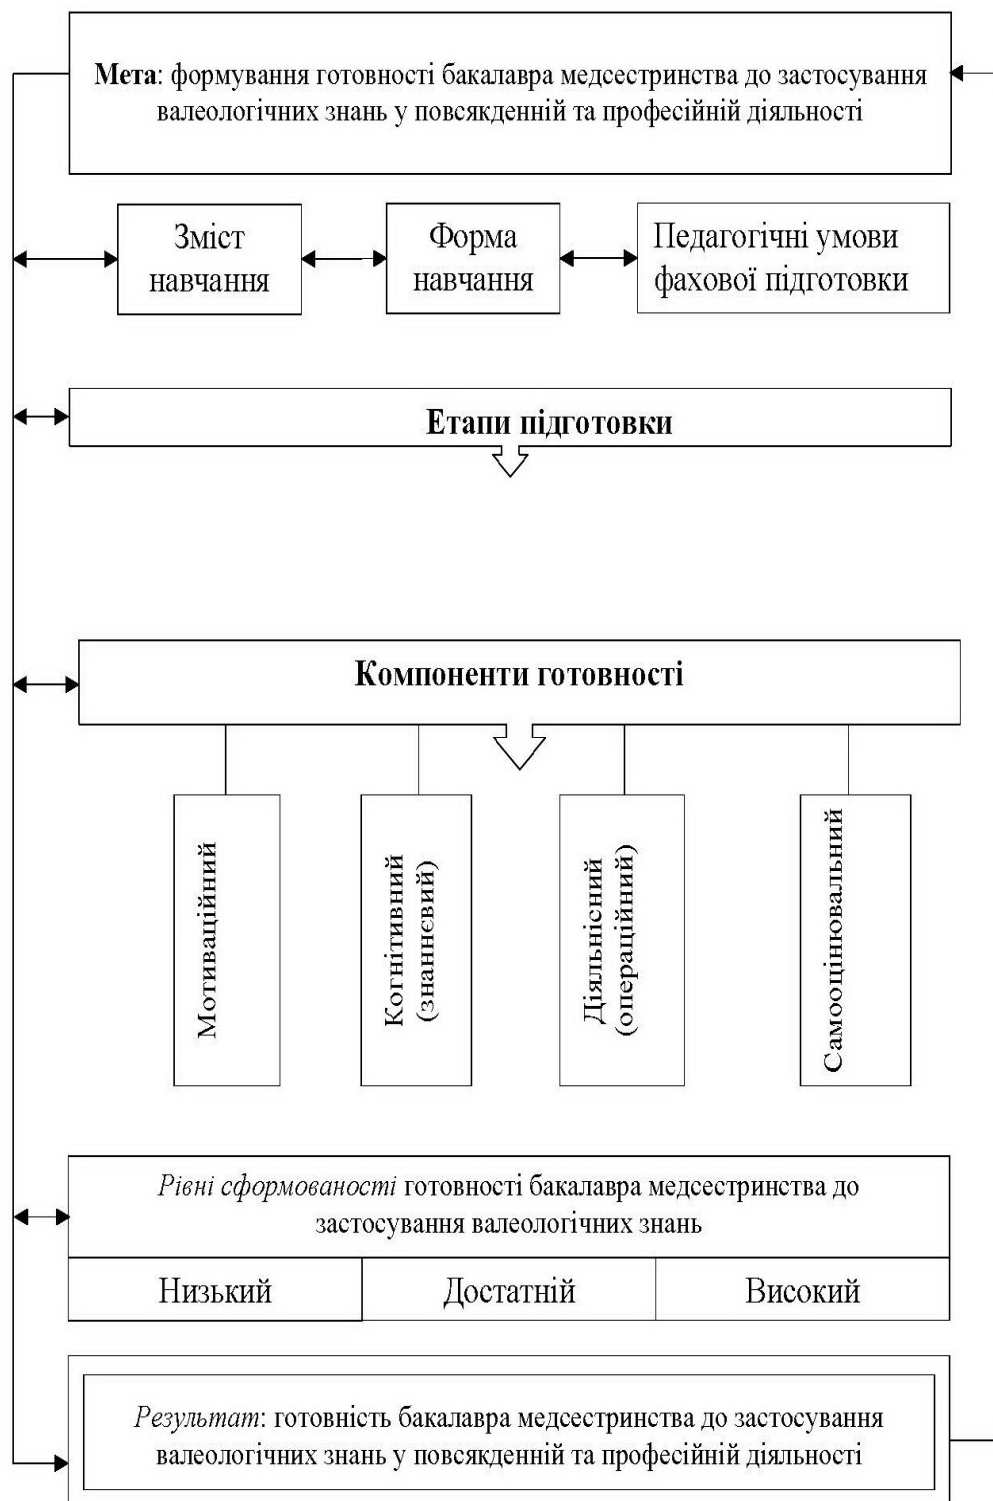 Мета: формування готовності бакалавра медсестринства до застосування
валеологічних знань у повсякденній та професійній діяльності
Зміст
навчання
Форма
навчання
Педагогічні умови
фахової підготовки
Етапи підготовки
Компоненти готовності
Мотиваційний
Когнітивний
(знаннєвий)
Діяльнісний
(операційний)
Самооцінювальний
Рівні сформованості готовності бакалавра медсестринства до
застосування валеологічних знань
Низький
Достатній
Високий
Результат: готовність бакалавра медсестринства до застосування
валеологічних знань у повсякденній та професійній діяльності